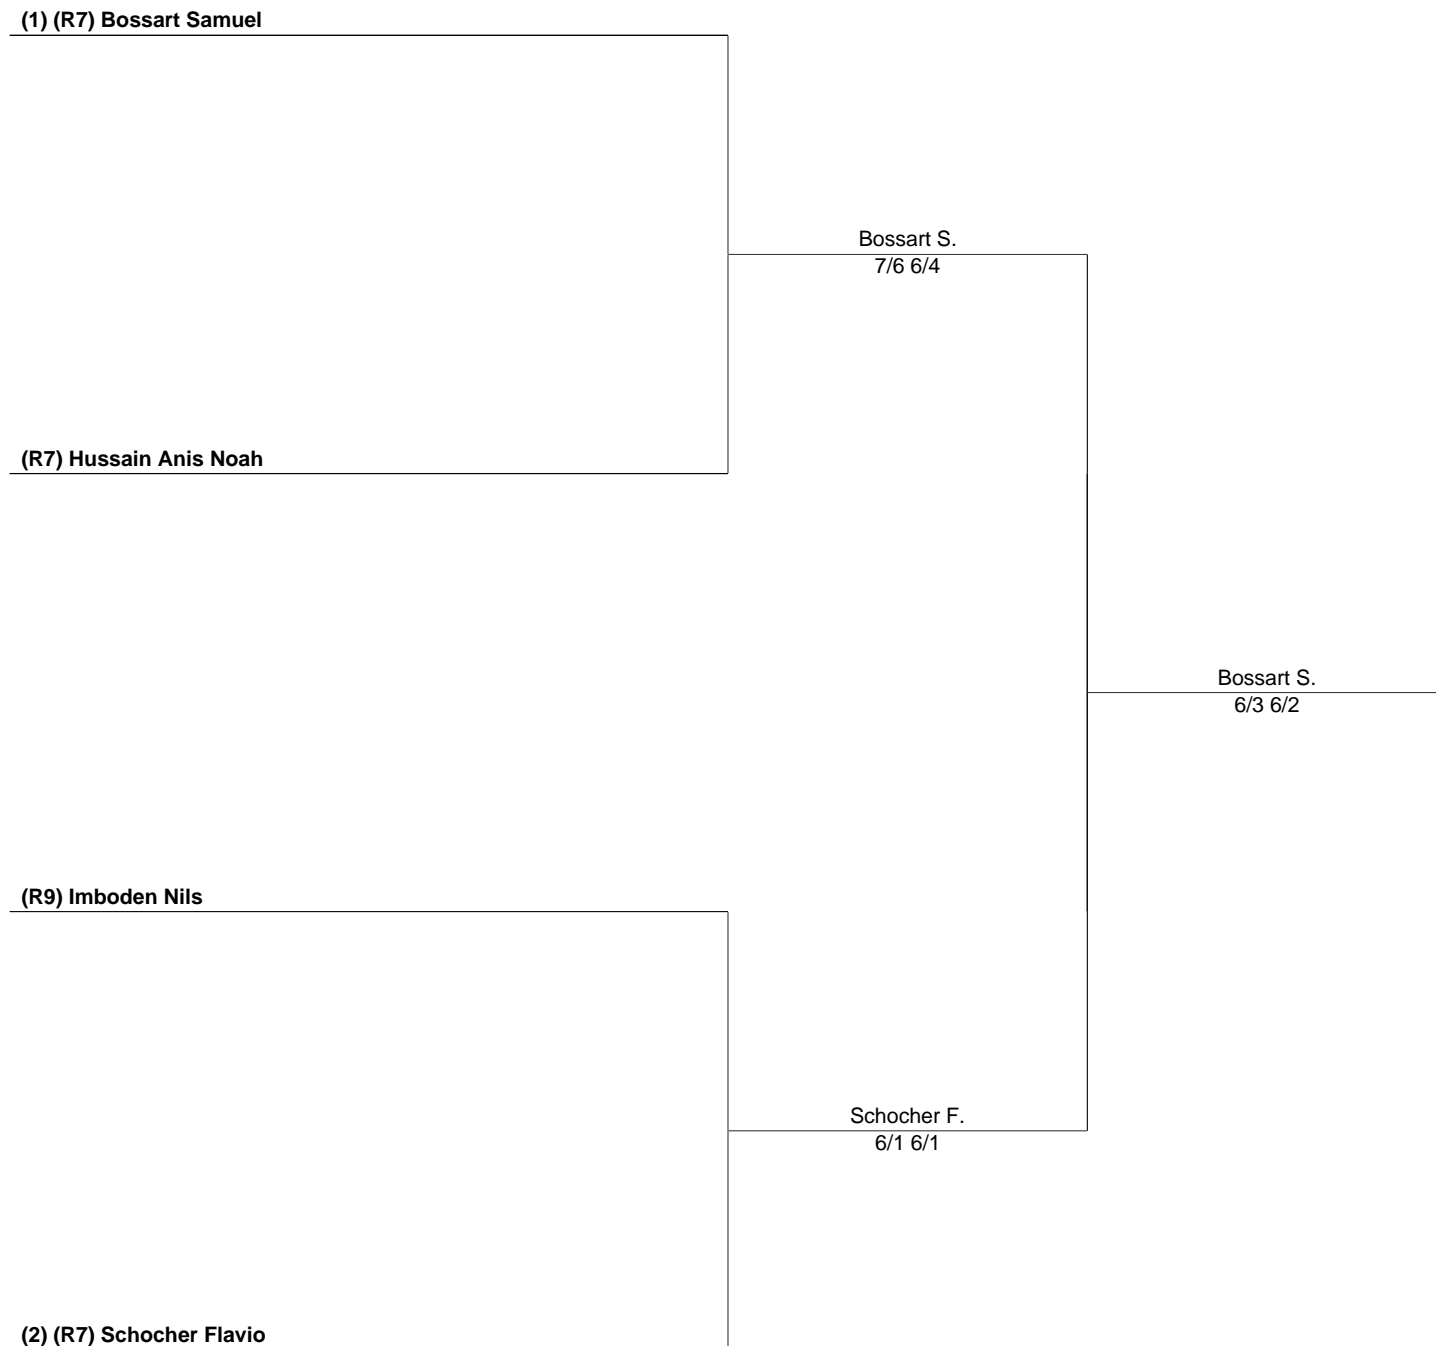 (1) (R7) Bossart Samuel
Bossart S.
7/6 6/4
(R7) Hussain Anis Noah
Bossart S.
6/3 6/2
(R9) Imboden Nils
Schocher F.
6/1 6/1
(2) (R7) Schocher Flavio